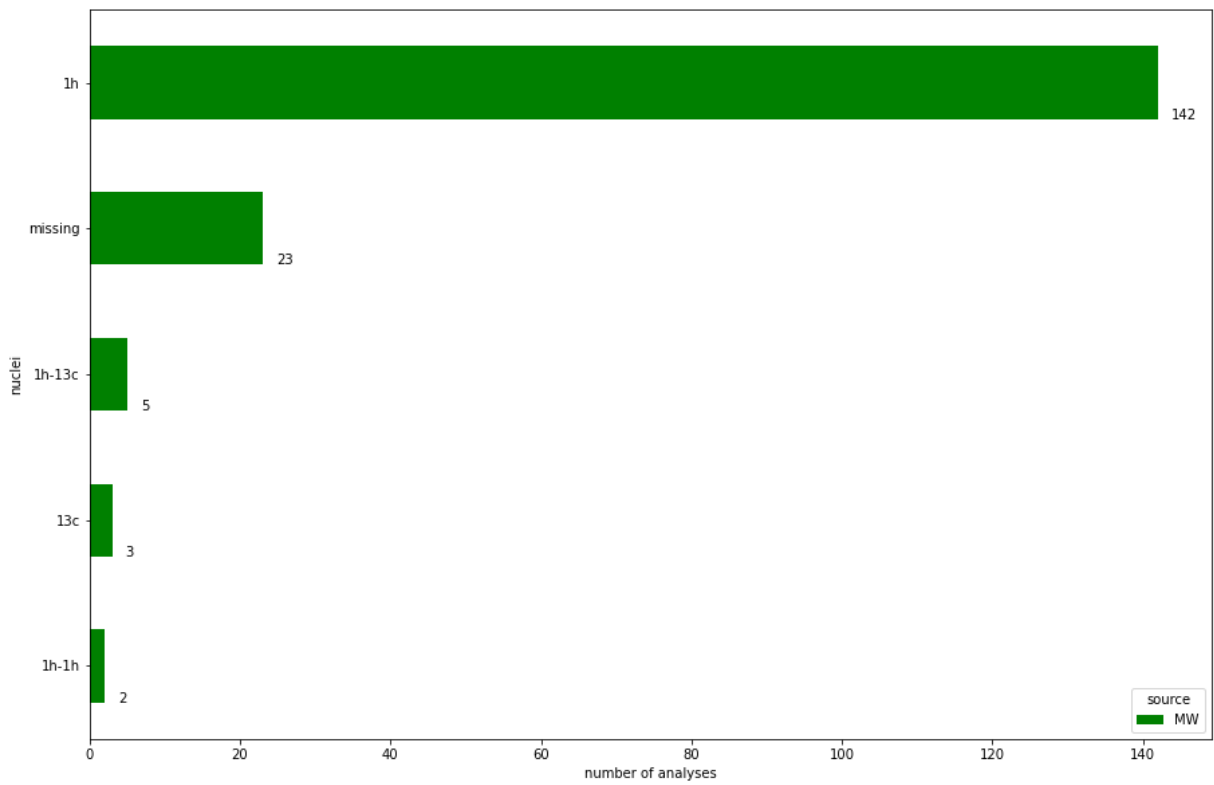 1h
142
missing
23
nuclei
1h-13c
5
13c
3
1h-1h
2
source
MW
0 20 40 60 80 100 120 140
number of analyses